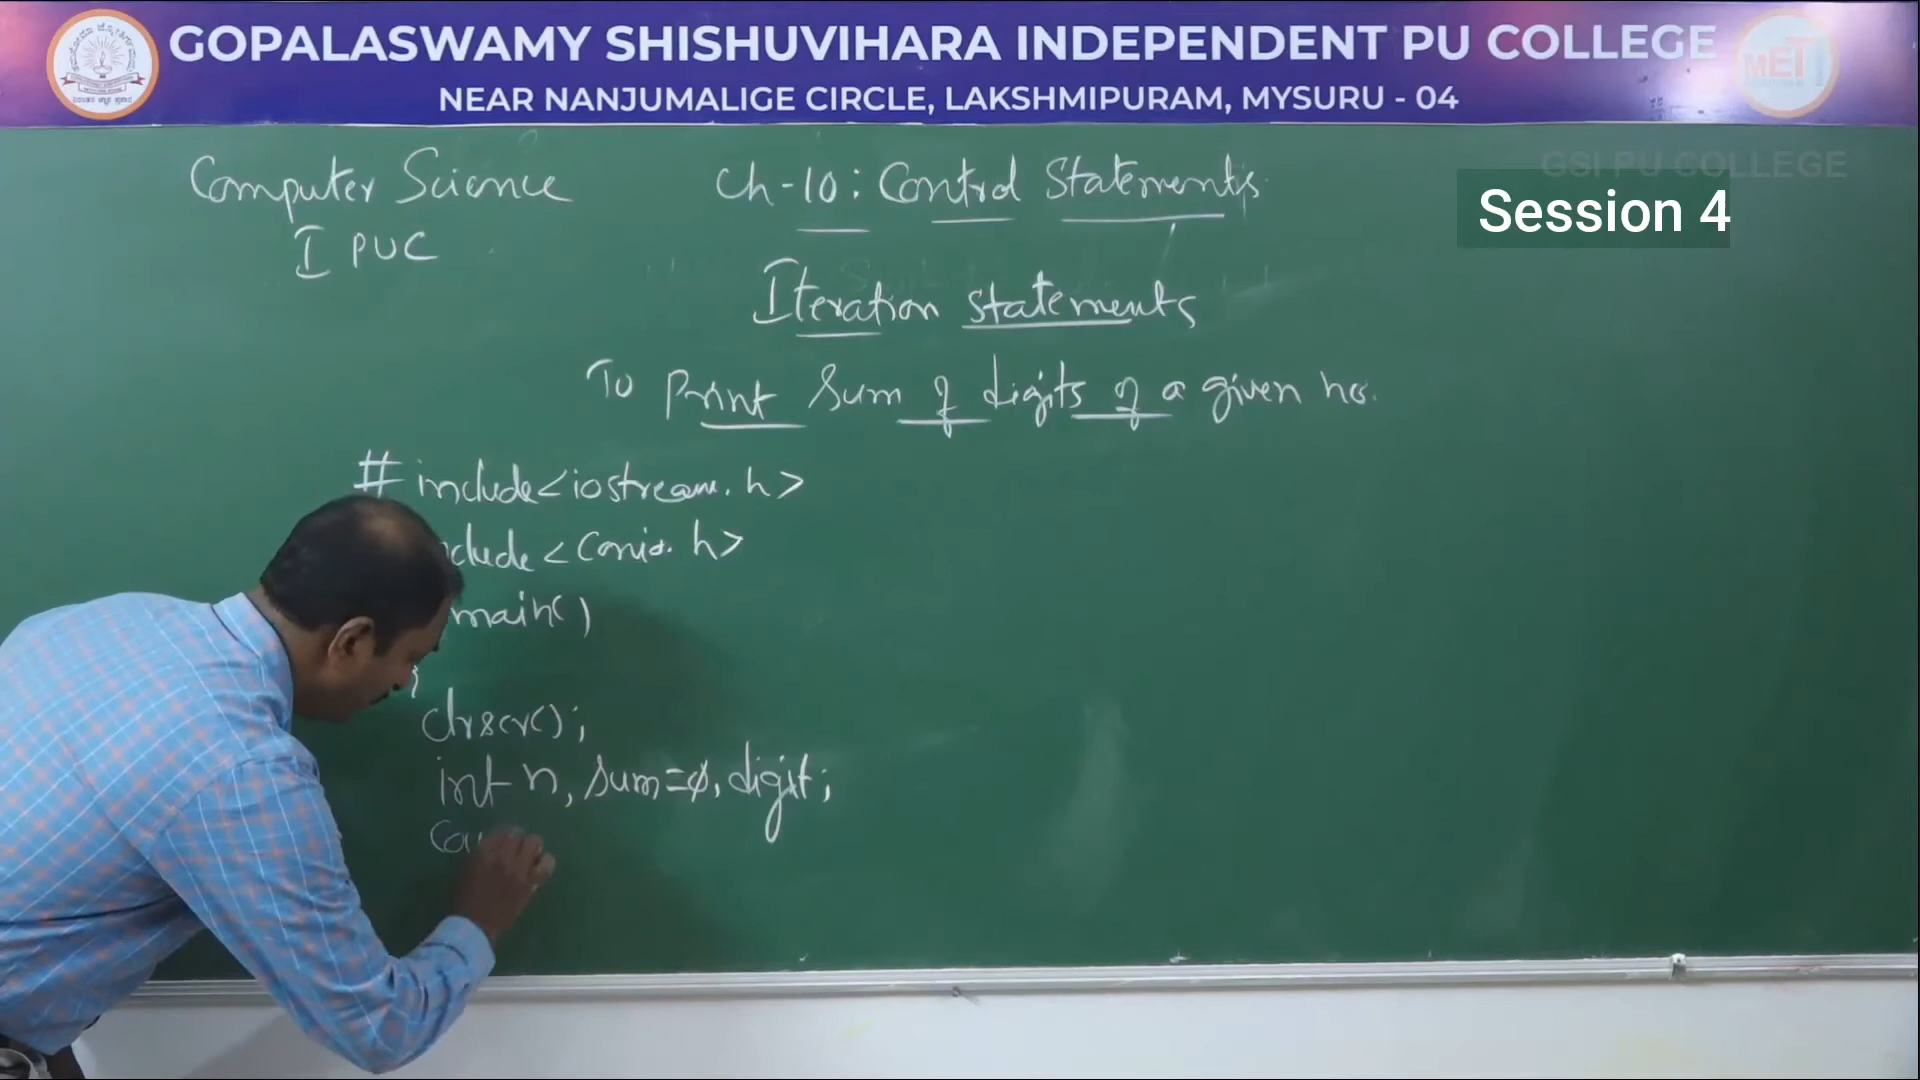 GOPALASWAMY SHISHUVIHARA INDEPENDENT PU COLLEGE
NEAR NANJUMALIGE CIRCLE, LAKSHMIPURAM, MYSURU - 04
MET
GSI PU COLLEGE
Session 4
Computer Science
I PUC
Ch-10: Control Statements
Iteration statements
To Print Sum of digits of a given no.
# include<iostream.h>
clude <conio.h>
main()
{
clrscr();
int n, sum=0, digit;
cou